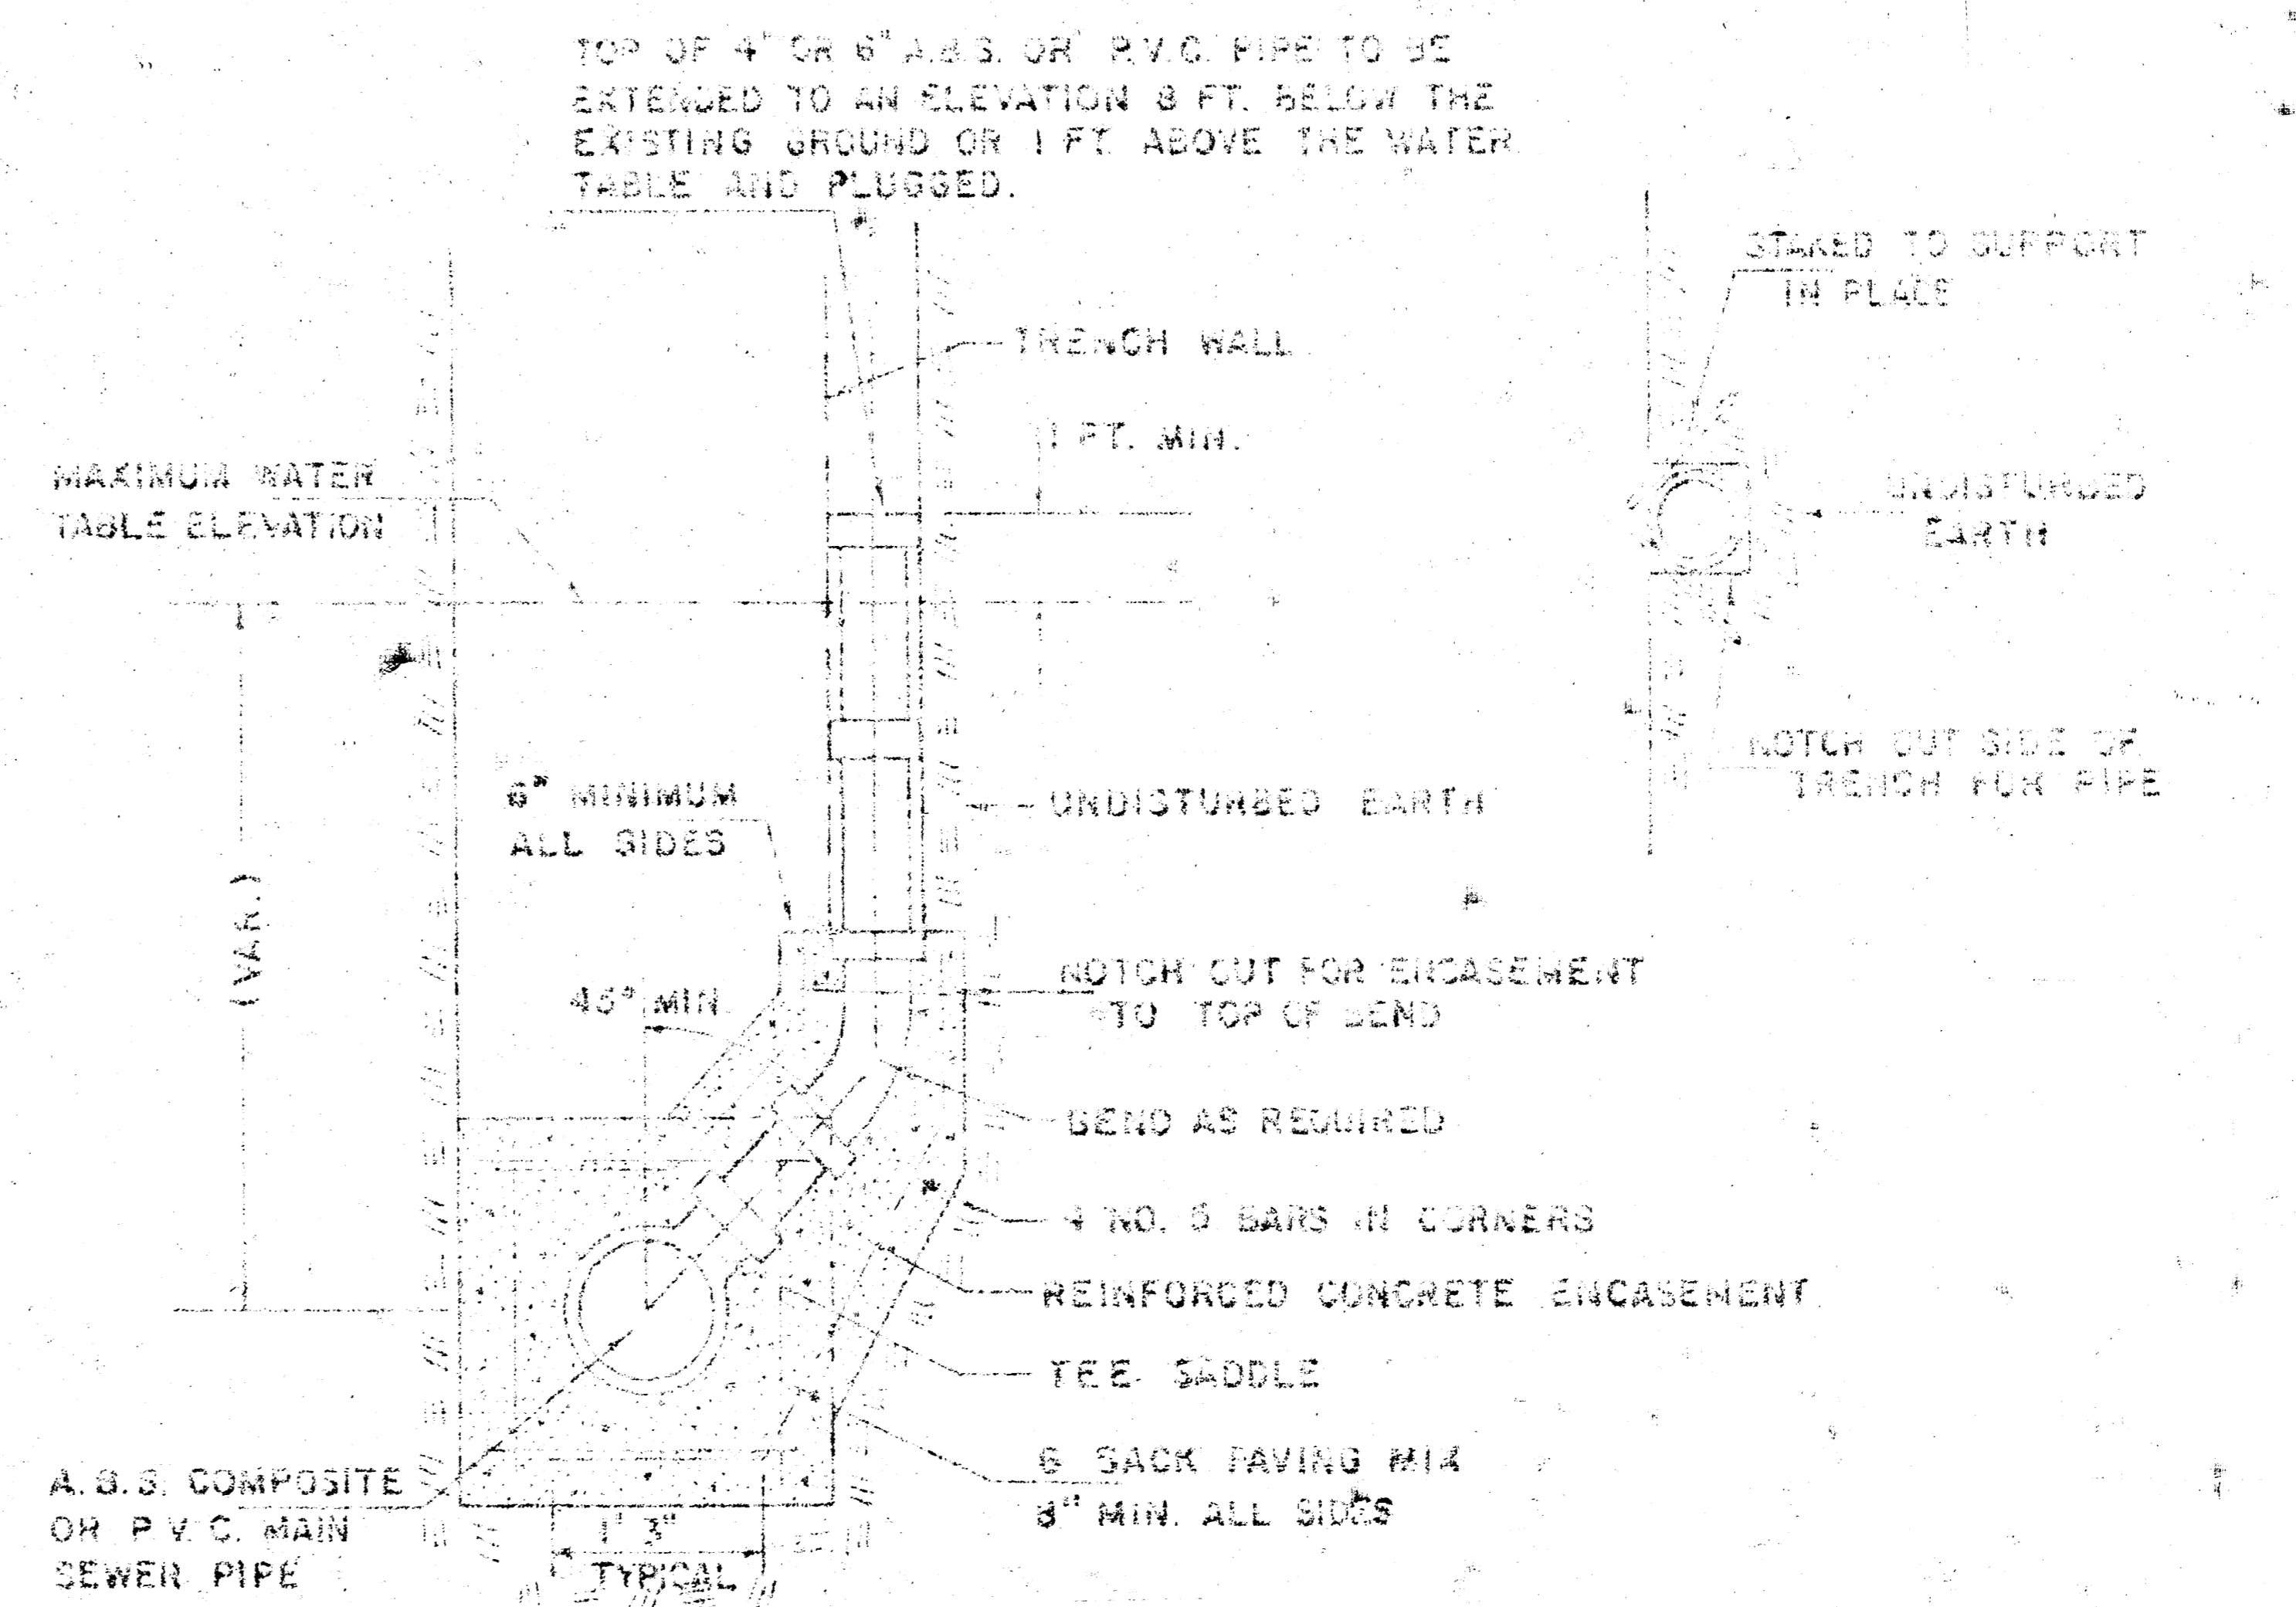 TOP OF 4" OR 6" A.B.S. OR P.V.C. PIPE TO BE
EXTENDED TO AN ELEVATION 8 FT. BELOW THE
EXISTING GROUND OR 1 FT. ABOVE THE WATER
TABLE AND PLUGGED.
STAKED TO SUPPORT
IN PLACE
TRENCH WALL
1 FT. MIN.
MAXIMUM WATER
TABLE ELEVATION
UNDISTURBED
EARTH
NOTCH OUT SIDE OF
TRENCH FOR PIPE
6" MINIMUM
ALL SIDES
UNDISTURBED EARTH
(VAR.)
NOTCH OUT FOR ENCASEMENT
TO TOP OF BEND
45° MIN.
BEND AS REQUIRED
4 NO. BARS IN CORNERS
REINFORCED CONCRETE ENCASEMENT
TEE SADDLE
6 SACK PAVING MIX
8" MIN. ALL SIDES
A.B.S. COMPOSITE
OR P.V.C. MAIN
SEWER PIPE
1' 3"
TYPICAL